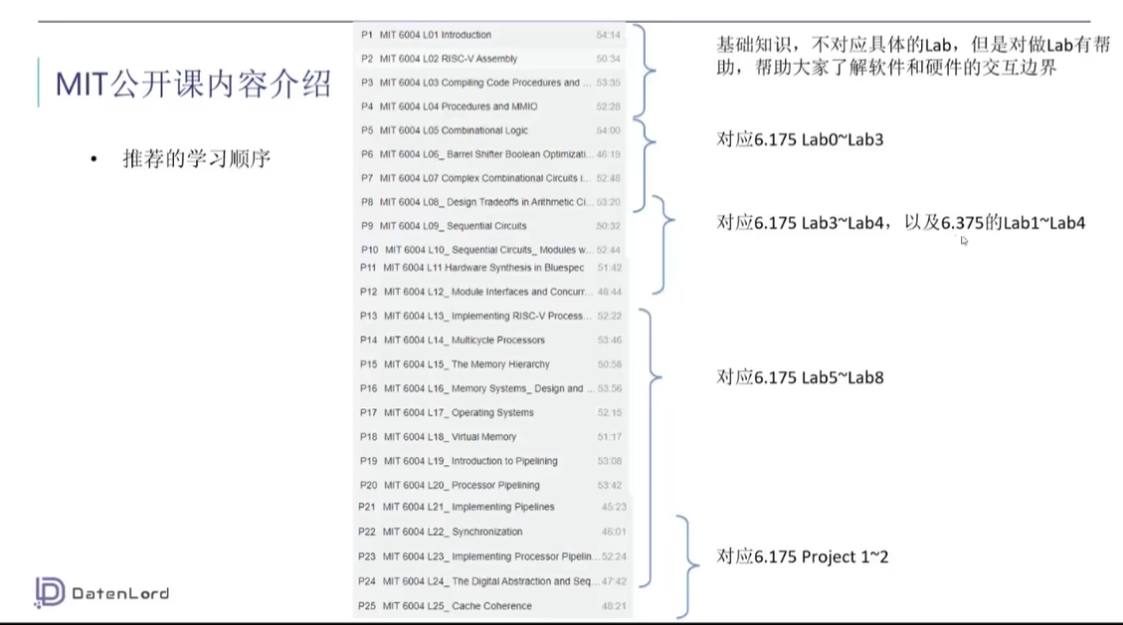 MIT公开课内容介绍
• 推荐的学习顺序
P1 MIT 6004 L01 Introduction 54:14
P2 MIT 6004 L02 RISC-V Assembly 50:34
P3 MIT 6004 L03 Compiling Code Procedures and ... 53:35
P4 MIT 6004 L04 Procedures and MMIO 52:28
P5 MIT 6004 L05 Combinational Logic 54:00
P6 MIT 6004 L06_ Barrel Shifter Boolean Optimizati... 46:19
P7 MIT 6004 L07 Complex Combinational Circuits i... 52:48
P8 MIT 6004 L08_ Design Tradeoffs in Arithmetic Ci... 53:20
P9 MIT 6004 L09_ Sequential Circuits 50:32
P10 MIT 6004 L10_ Sequential Circuits_ Modules w... 52:44
P11 MIT 6004 L11 Hardware Synthesis in Bluespec 51:42
P12 MIT 6004 L12_ Module Interfaces and Concurr... 48:44
P13 MIT 6004 L13_ Implementing RISC-V Process... 52:22
P14 MIT 6004 L14_ Multicycle Processors 53:46
P15 MIT 6004 L15_ The Memory Hierarchy 50:58
P16 MIT 6004 L16_ Memory Systems_ Design and ... 53:56
P17 MIT 6004 L17_ Operating Systems 52:15
P18 MIT 6004 L18_ Virtual Memory 51:17
P19 MIT 6004 L19_ Introduction to Pipelining 53:08
P20 MIT 6004 L20_ Processor Pipelining 53:42
P21 MIT 6004 L21_ Implementing Pipelines 45:23
P22 MIT 6004 L22_ Synchronization 46:01
P23 MIT 6004 L23_ Implementing Processor Pipelin... 52:24
P24 MIT 6004 L24_ The Digital Abstraction and Seq... 47:42
P25 MIT 6004 L25_ Cache Coherence 48:21
基础知识，不对应具体的Lab，但是对做Lab有帮
助，帮助大家了解软件和硬件的交互边界
对应6.175 Lab0~Lab3
对应6.175 Lab3~Lab4，以及6.375的Lab1~Lab4
对应6.175 Lab5~Lab8
对应6.175 Project 1~2
DatenLord